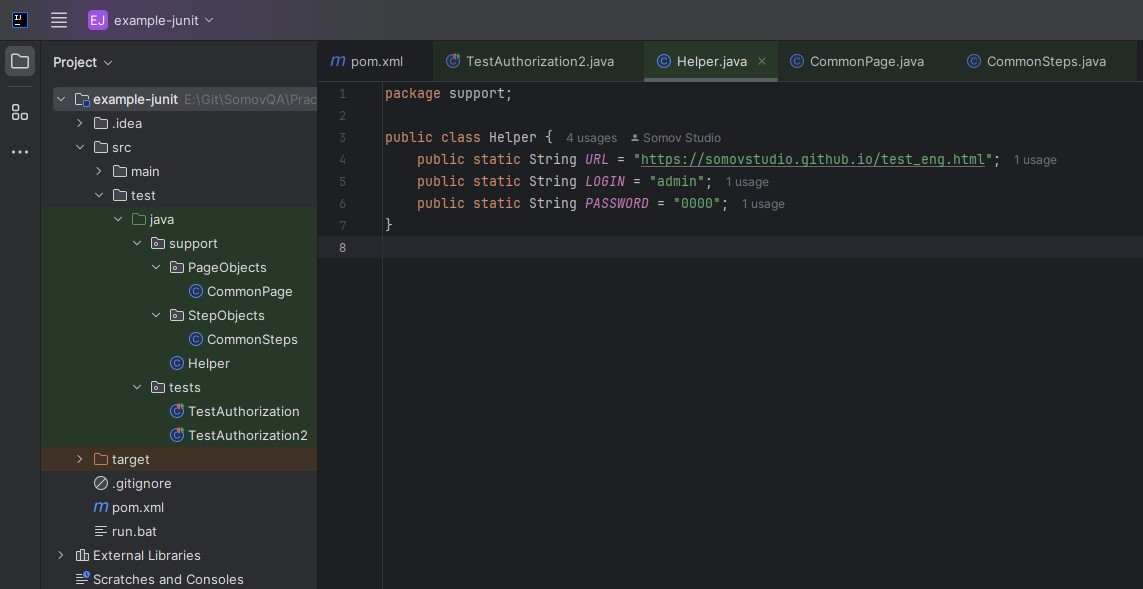 EJ example-junit
Project
pom.xml TestAuthorization2.java Helper.java CommonPage.java CommonSteps.java
example-junit E:\Git\SomovQA\Prac
.idea
src
main
test
java
support
PageObjects
CommonPage
StepObjects
CommonSteps
Helper
tests
TestAuthorization
TestAuthorization2
target
.gitignore
pom.xml
run.bat
External Libraries
Scratches and Consoles
1 package support;
2
3 public class Helper { 4 usages Somov Studio
4 public static String URL = "https://somovstudio.github.io/test_eng.html"; 1 usage
5 public static String LOGIN = "admin"; 1 usage
6 public static String PASSWORD = "0000"; 1 usage
7 }
8